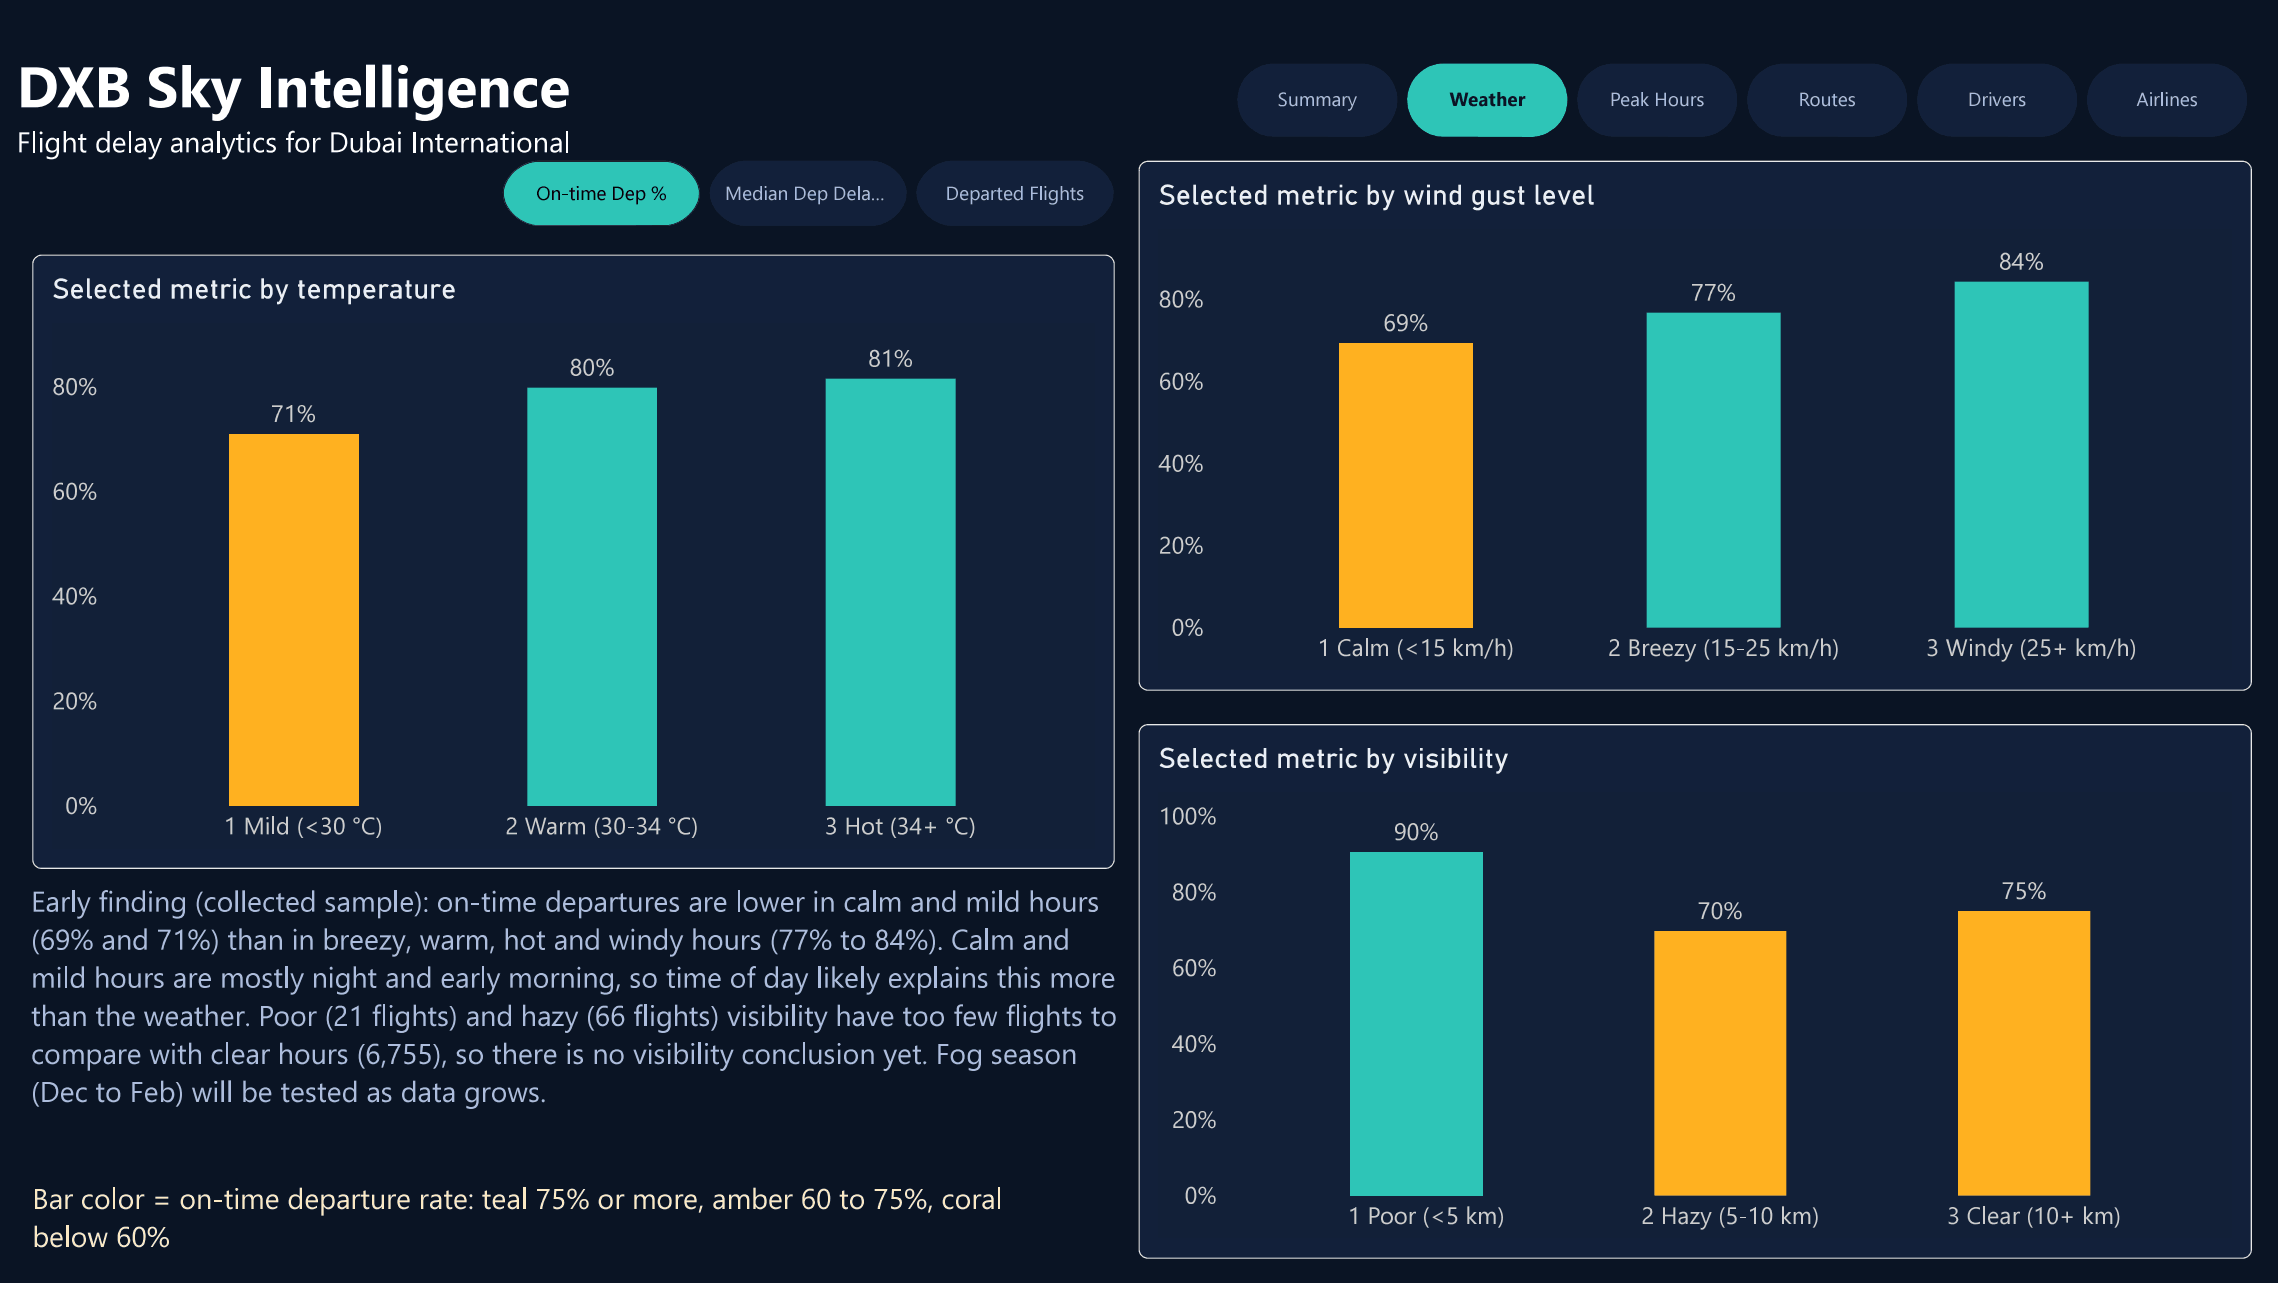 DXB Sky Intelligence
Flight delay analytics for Dubai International
Summary
Weather
Peak Hours
Routes
Drivers
Airlines
On-time Dep %
Median Dep Dela...
Departed Flights
Selected metric by temperature
80%
60%
40%
20%
0%
71%
80%
81%
1 Mild (<30 °C)
2 Warm (30-34 °C)
3 Hot (34+ °C)
Early finding (collected sample): on-time departures are lower in calm and mild hours
(69% and 71%) than in breezy, warm, hot and windy hours (77% to 84%). Calm and
mild hours are mostly night and early morning, so time of day likely explains this more
than the weather. Poor (21 flights) and hazy (66 flights) visibility have too few flights to
compare with clear hours (6,755), so there is no visibility conclusion yet. Fog season
(Dec to Feb) will be tested as data grows.
Bar color = on-time departure rate: teal 75% or more, amber 60 to 75%, coral
below 60%
Selected metric by wind gust level
80%
60%
40%
20%
0%
69%
77%
84%
1 Calm (<15 km/h)
2 Breezy (15-25 km/h)
3 Windy (25+ km/h)
Selected metric by visibility
100%
80%
60%
40%
20%
0%
90%
70%
75%
1 Poor (<5 km)
2 Hazy (5-10 km)
3 Clear (10+ km)